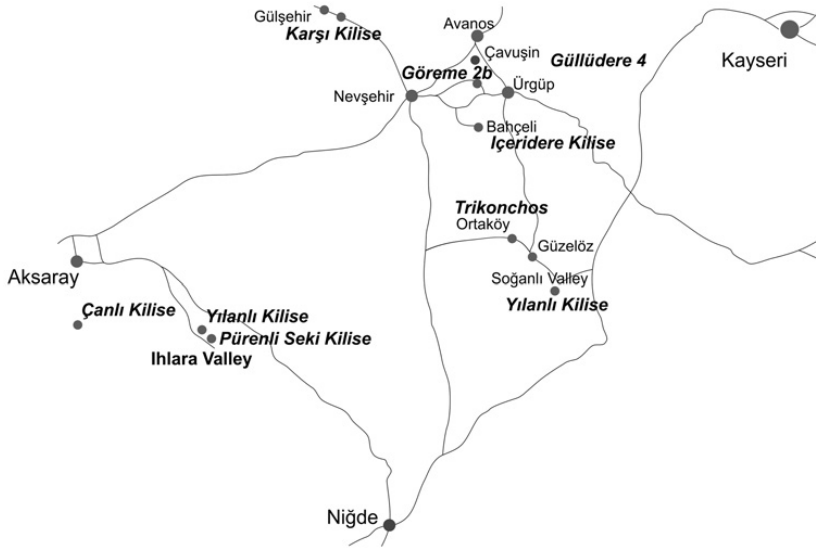 Gülşehir
Karşı Kilise
Avanos
Çavuşin
Göreme 2b
Güllüdere 4
Kayseri
Nevşehir
Ürgüp
Bahçeli
Içeridere Kilise
Trikonchos
Ortaköy
Güzelöz
Soğanlı Valley
Yılanlı Kilise
Aksaray
Çanlı Kilise
Yılanlı Kilise
Pürenli Seki Kilise
Ihlara Valley
Niğde